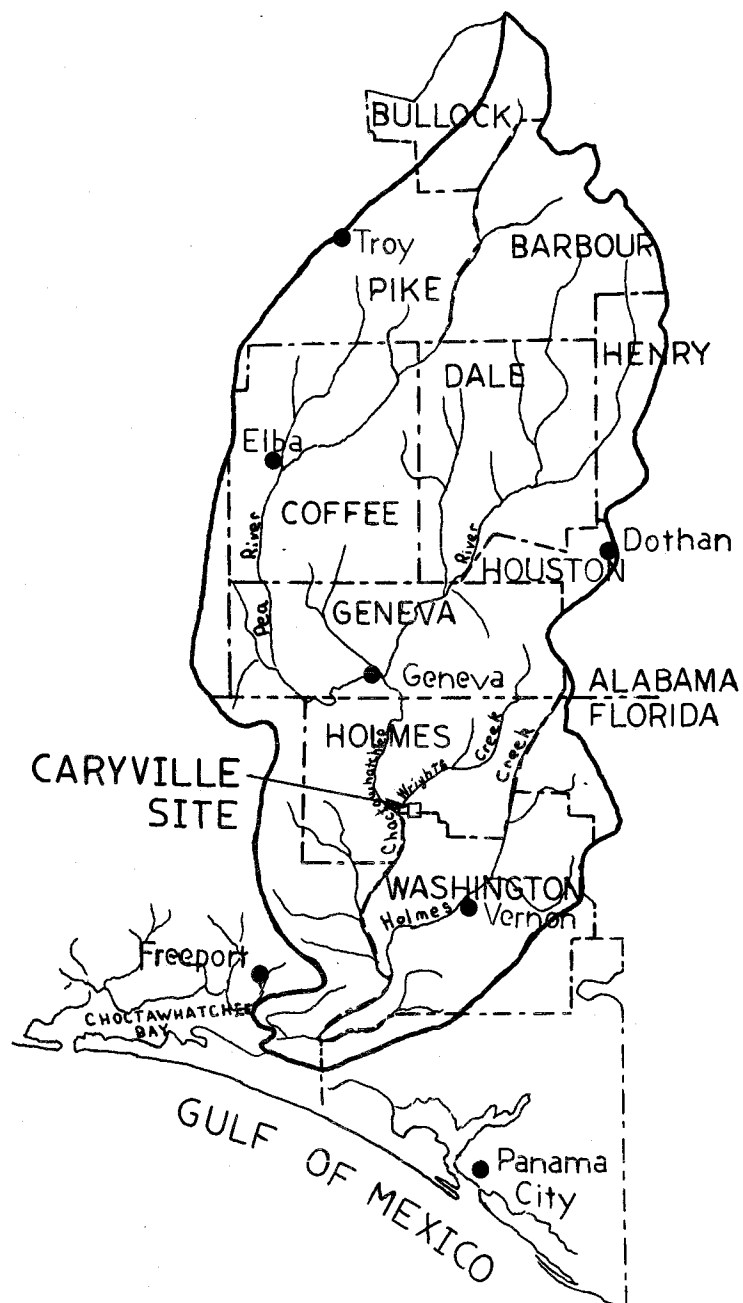 BULLOCK
Troy
BARBOUR
PIKE
HENRY
DALE
Elba
COFFEE
River
River
Dothan
HOUSTON
GENEVA
Pea
Geneva
ALABAMA
FLORIDA
HOLMES
Creek
Creek
Wrights
CARYVILLE
SITE
WASHINGTON
Holmes
Vernon
Freeport
CHOCTAWHATCHEE
BAY
GULF OF MEXICO
Panama
City